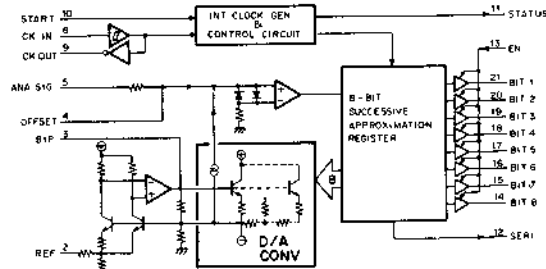 START 10
CK IN 8
CK OUT 9
INT CLOCK GEN
&
CONTROL CIRCUIT
11 STATUS
13 EN
ANA SIG 5
OFFSET 4
BIP 3
8-BIT
SUCCESSIVE
APPROXIMATION
REGISTER
21 BIT 1
20 BIT 2
19 BIT 3
18 BIT 4
17 BIT 5
16 BIT 6
15 BIT 7
14 BIT 8
8
D/A
CONV
REF 2
12 SERI